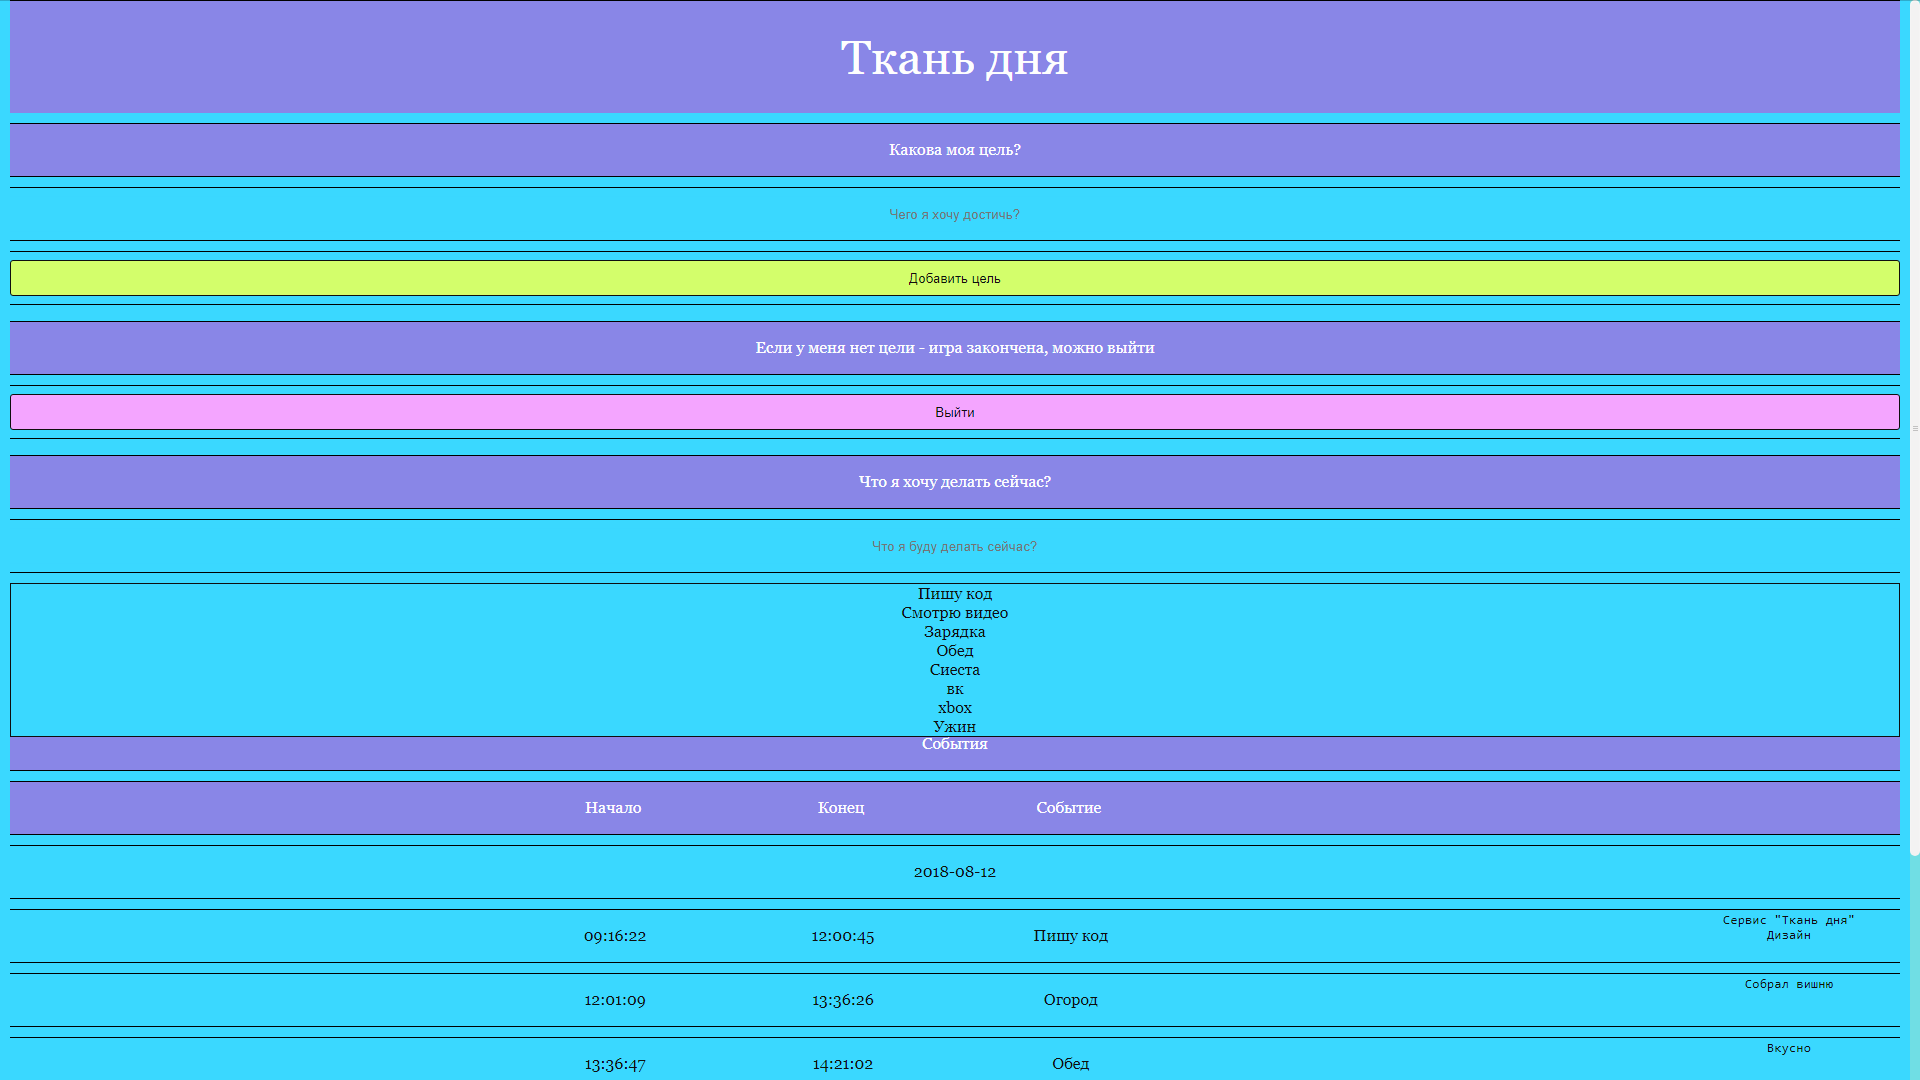 Ткань дня
Какова моя цель?
Чего я хочу достичь?
Добавить цель
Если у меня нет цели - игра закончена, можно выйти
Выйти
Что я хочу делать сейчас?
Что я буду делать сейчас?
Пишу код
Смотрю видео
Зарядка
Обед
Сиеста
вк
xbox
Ужин
События
Начало Конец Событие
2018-08-12
09:16:22 12:00:45 Пишу код Сервис "Ткань дня"
Дизайн
12:01:09 13:36:26 Огород Собрал вишню
13:36:47 14:21:02 Обед Вкусно